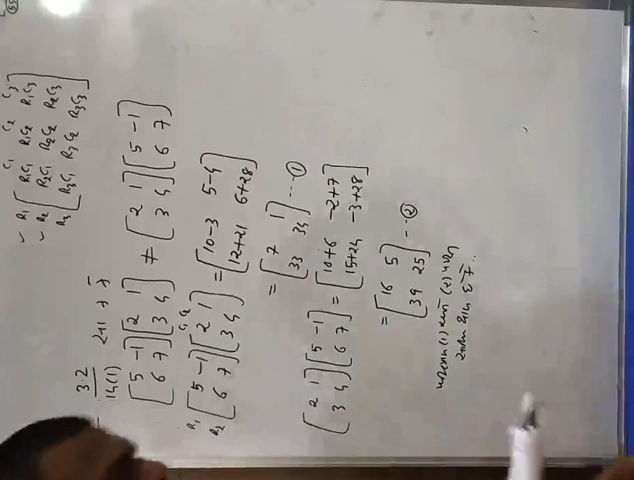 C₁ C₂ C₃
✓ R₁ [ R₁C₁ R₁C₂ R₁C₃
✓ R₂ R₂C₁ R₂C₂ R₂C₃
R₃ R₃C₁ R₃C₂ R₃C₃ ]
3.2
14(1)
[ 5 -1 ] [ 2 1 ] ≠ [ 2 1 ] [ 5 -1 ]
[ 6 7 ] [ 3 4 ] [ 3 4 ] [ 6 7 ]
C₁ C₂
R₁ [ 5 -1 ] [ 2 1 ] = [ 10-3 5-4 ]
R₂ [ 6 7 ] [ 3 4 ] [ 12+21 6+28 ]
= [ 7 1 ] ---①
[ 33 34 ]
[ 2 1 ] [ 5 -1 ] = [ 10+6 -2+7 ]
[ 3 4 ] [ 6 7 ] [ 15+24 -3+28 ]
= [ 16 5 ] ---②
[ 39 25 ]
(1) (2)